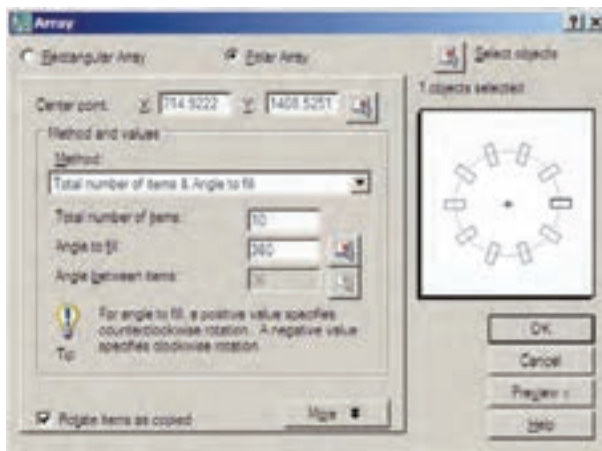 Array
Rectangular Array
Polar Array
Select objects
1 objects selected
Center point: X: 714.9222 Y: 1408.5251
Method and values
Method:
Total number of items & Angle to fill
Total number of items: 10
Angle to fill: 360
Angle between items: 36
For angle to fill, a positive value specifies
counterclockwise rotation. A negative value
specifies clockwise rotation.
Tip
Rotate items as copied
More
OK
Cancel
Preview <
Help